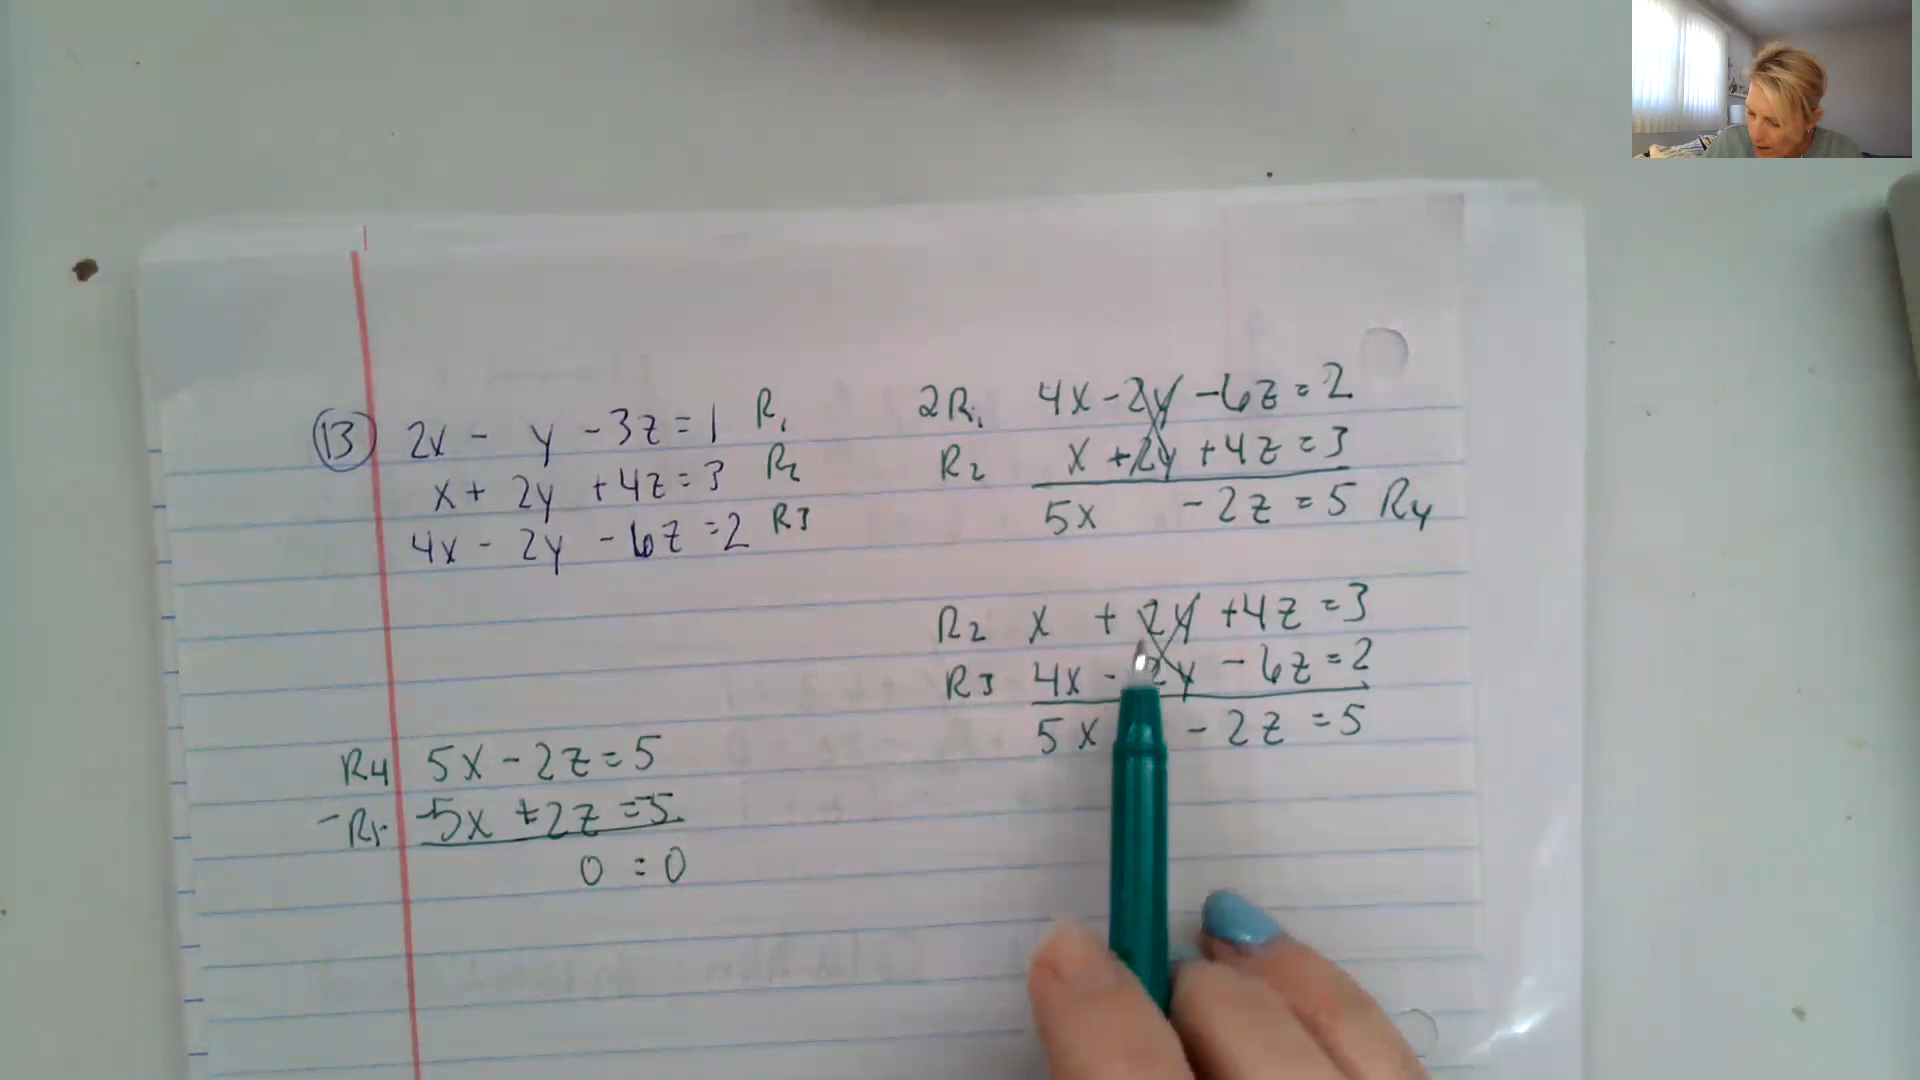 13 2x - y - 3z = 1 R1
x + 2y + 4z = 3 R2
4x - 2y - 6z = 2 R3
2R1 4x - 2y - 6z = 2
R2 x + 2y + 4z = 3
5x - 2z = 5 R4
R2 x + 2y + 4z = 3
R3 4x - 2y - 6z = 2
5x - 2z = 5
R4 5x - 2z = 5
-R5 -5x + 2z = -5
0 = 0